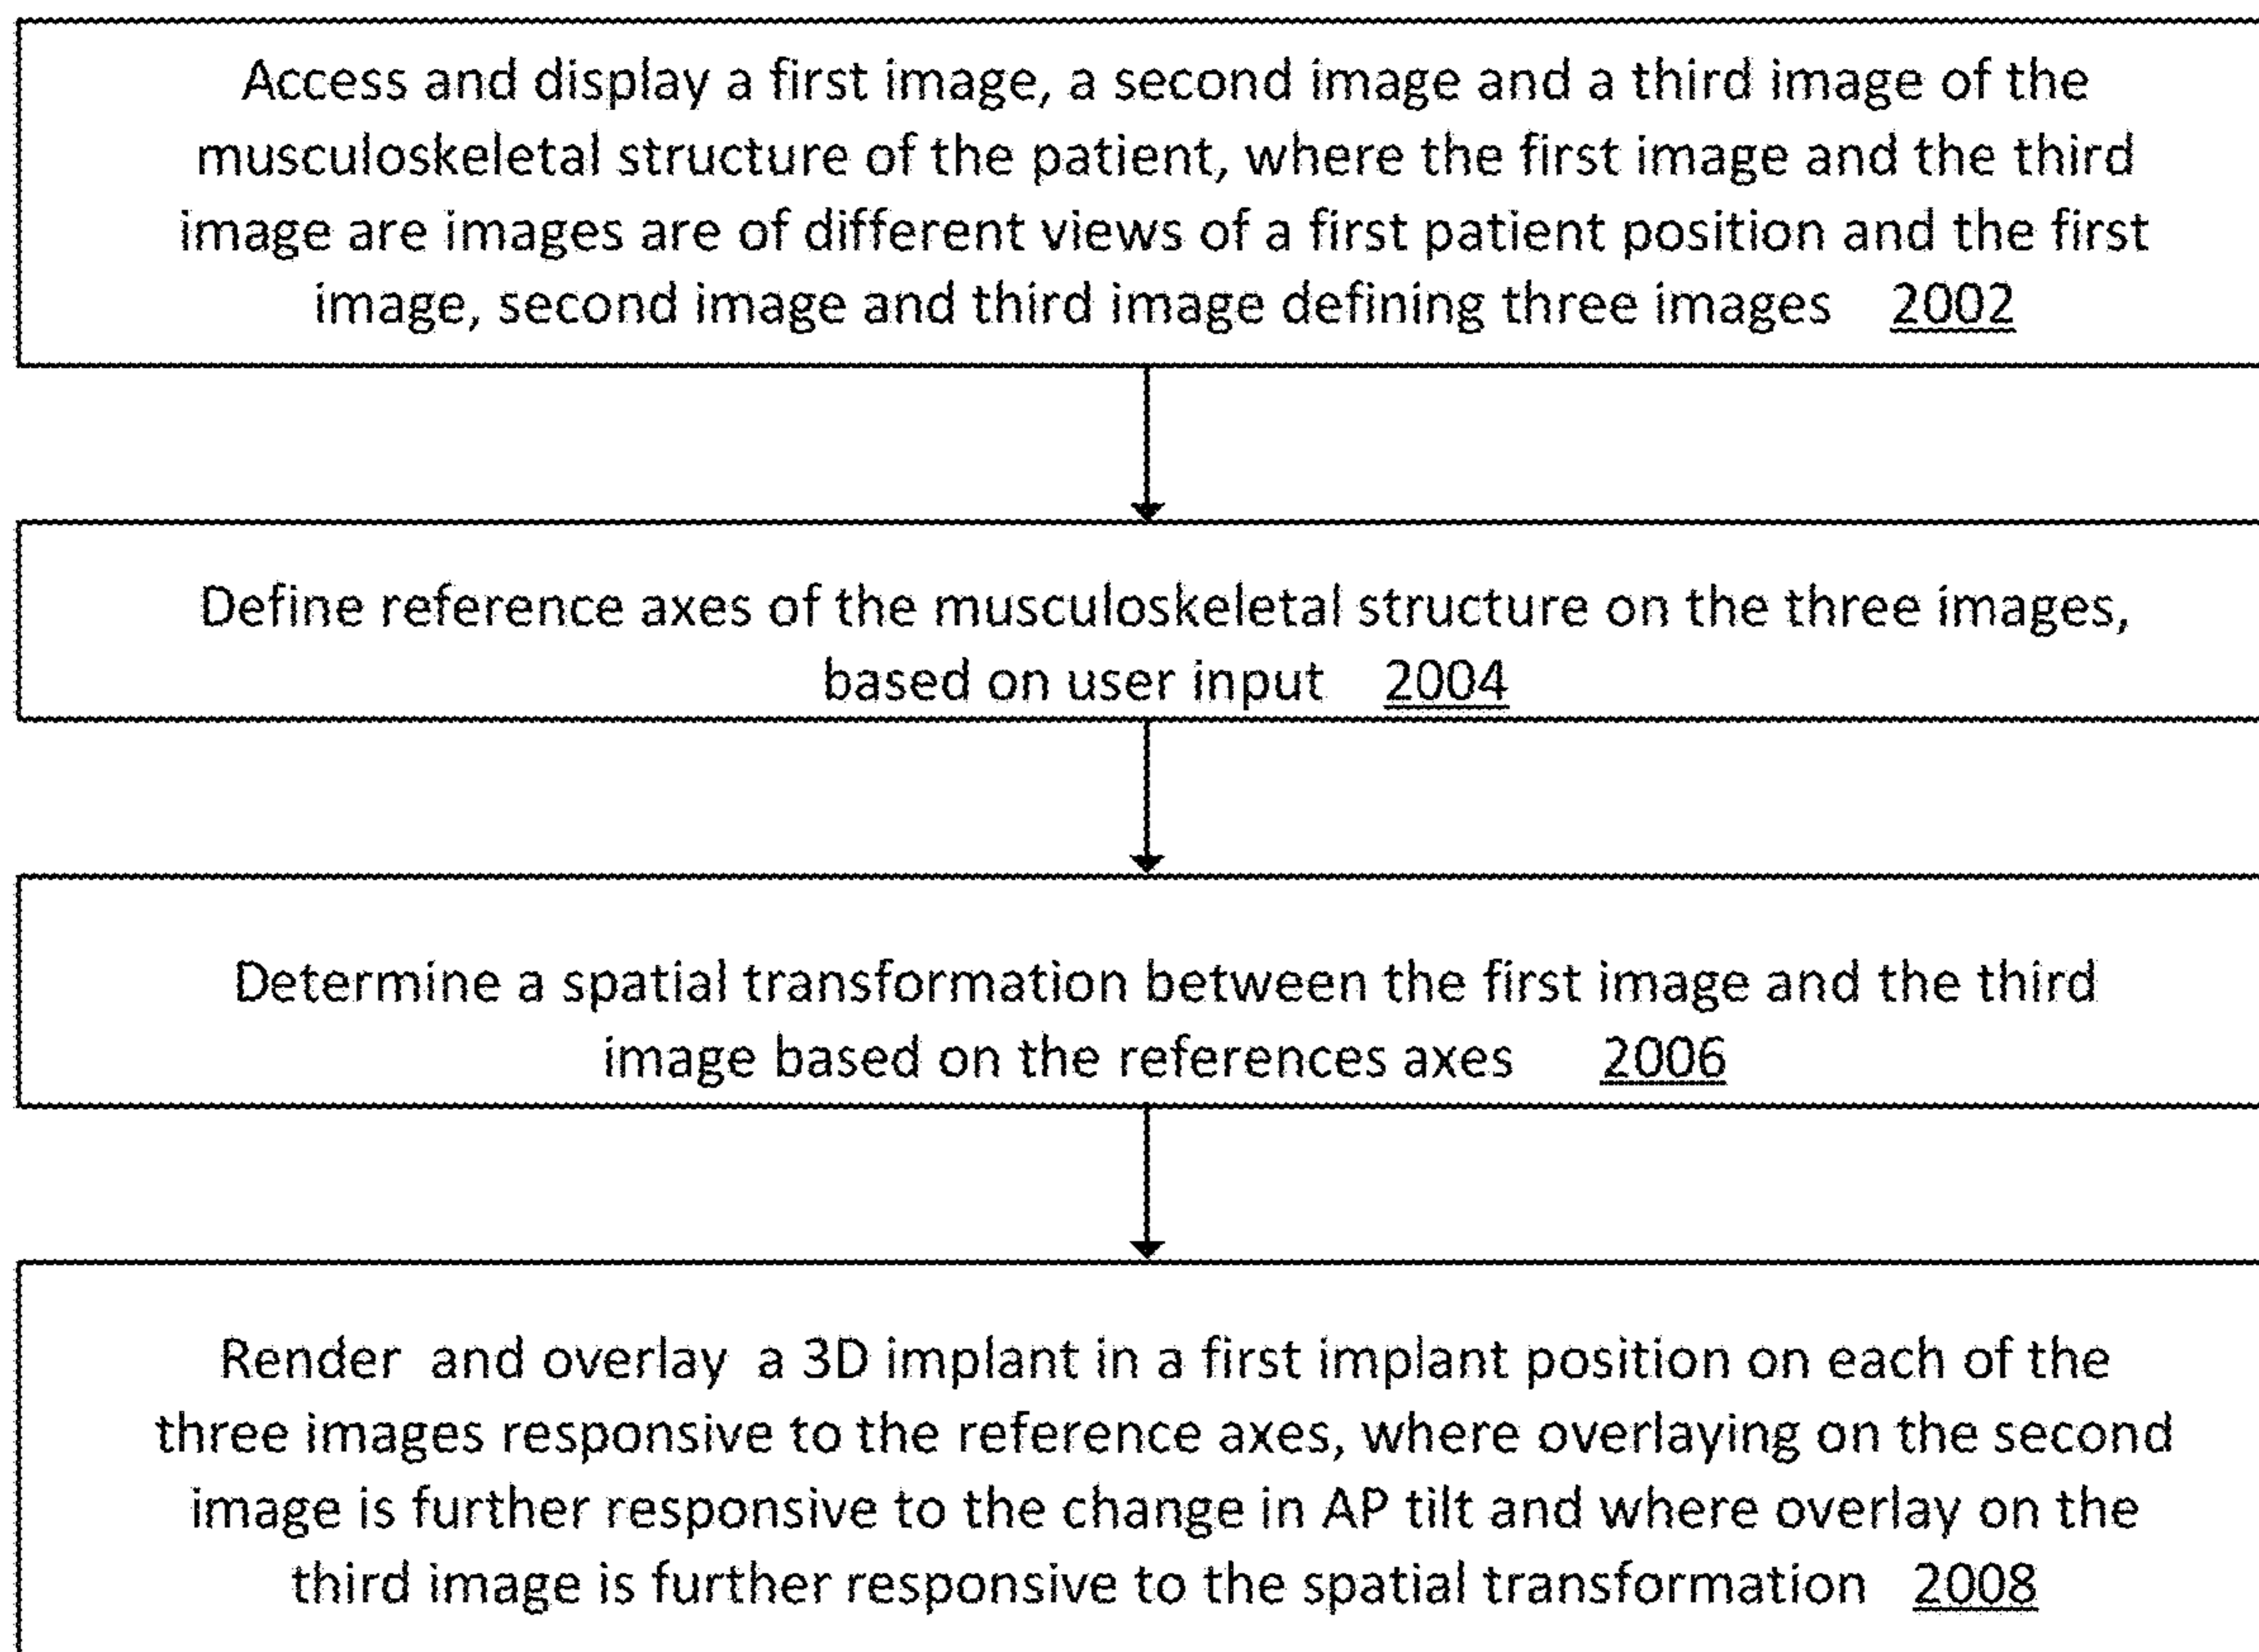 Access and display a first image, a second image and a third image of the
musculoskeletal structure of the patient, where the first image and the third
image are images are of different views of a first patient position and the first
image, second image and third image defining three images 2002
Define reference axes of the musculoskeletal structure on the three images,
based on user input 2004
Determine a spatial transformation between the first image and the third
image based on the references axes 2006
Render and overlay a 3D implant in a first implant position on each of the
three images responsive to the reference axes, where overlaying on the second
image is further responsive to the change in AP tilt and where overlay on the
third image is further responsive to the spatial transformation 2008